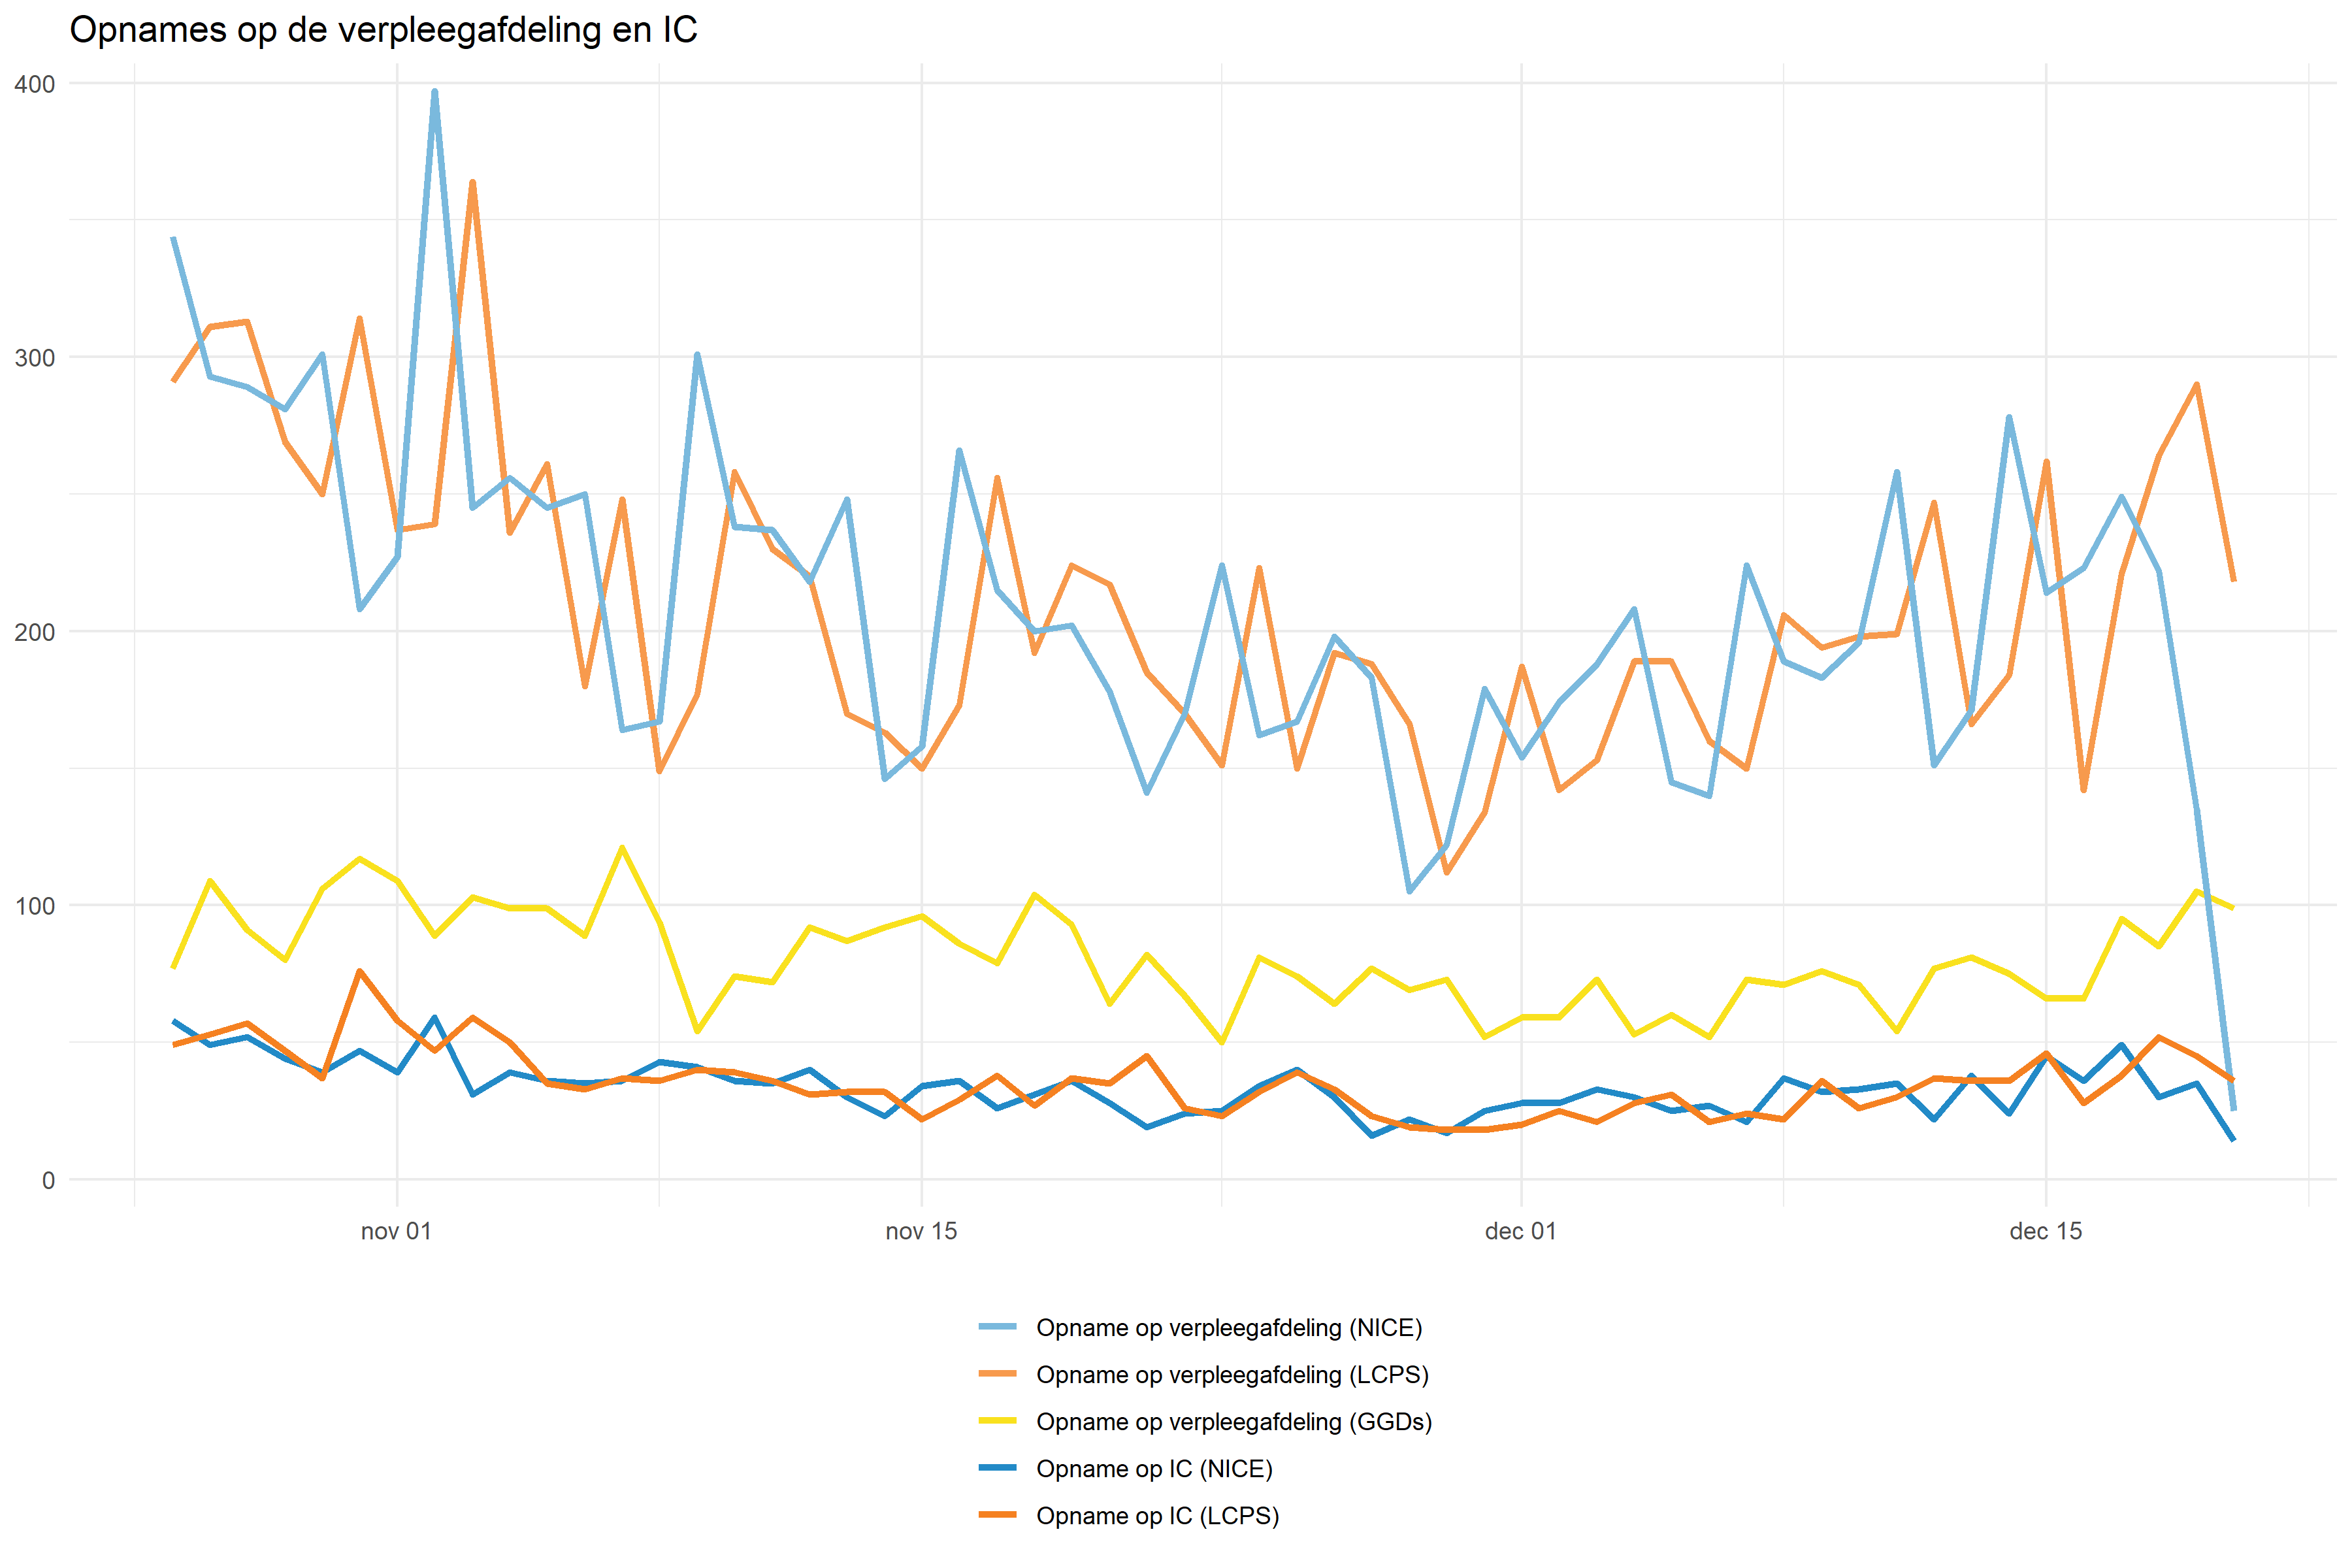 Opnames op de verpleegafdeling en IC
400
300
200
100
0
nov 01
nov 15
dec 01
dec 15
Opname op verpleegafdeling (NICE)
Opname op verpleegafdeling (LCPS)
Opname op verpleegafdeling (GGDs)
Opname op IC (NICE)
Opname op IC (LCPS)